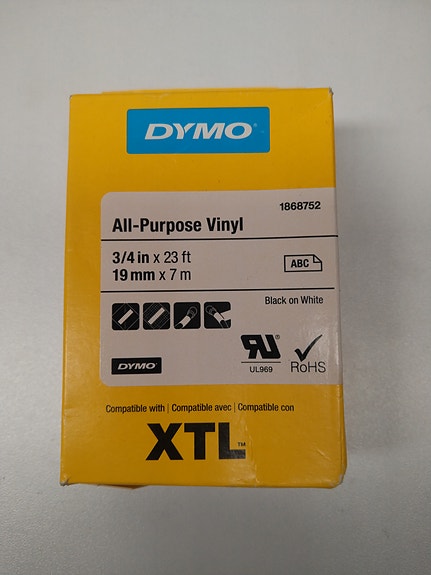 DYMO
1868752
All-Purpose Vinyl
3/4 in x 23 ft
19 mm x 7 m
ABC
Black on White
RU®
UL969
RoHS
DYMO
Compatible with | Compatible avec | Compatible con
XTL™